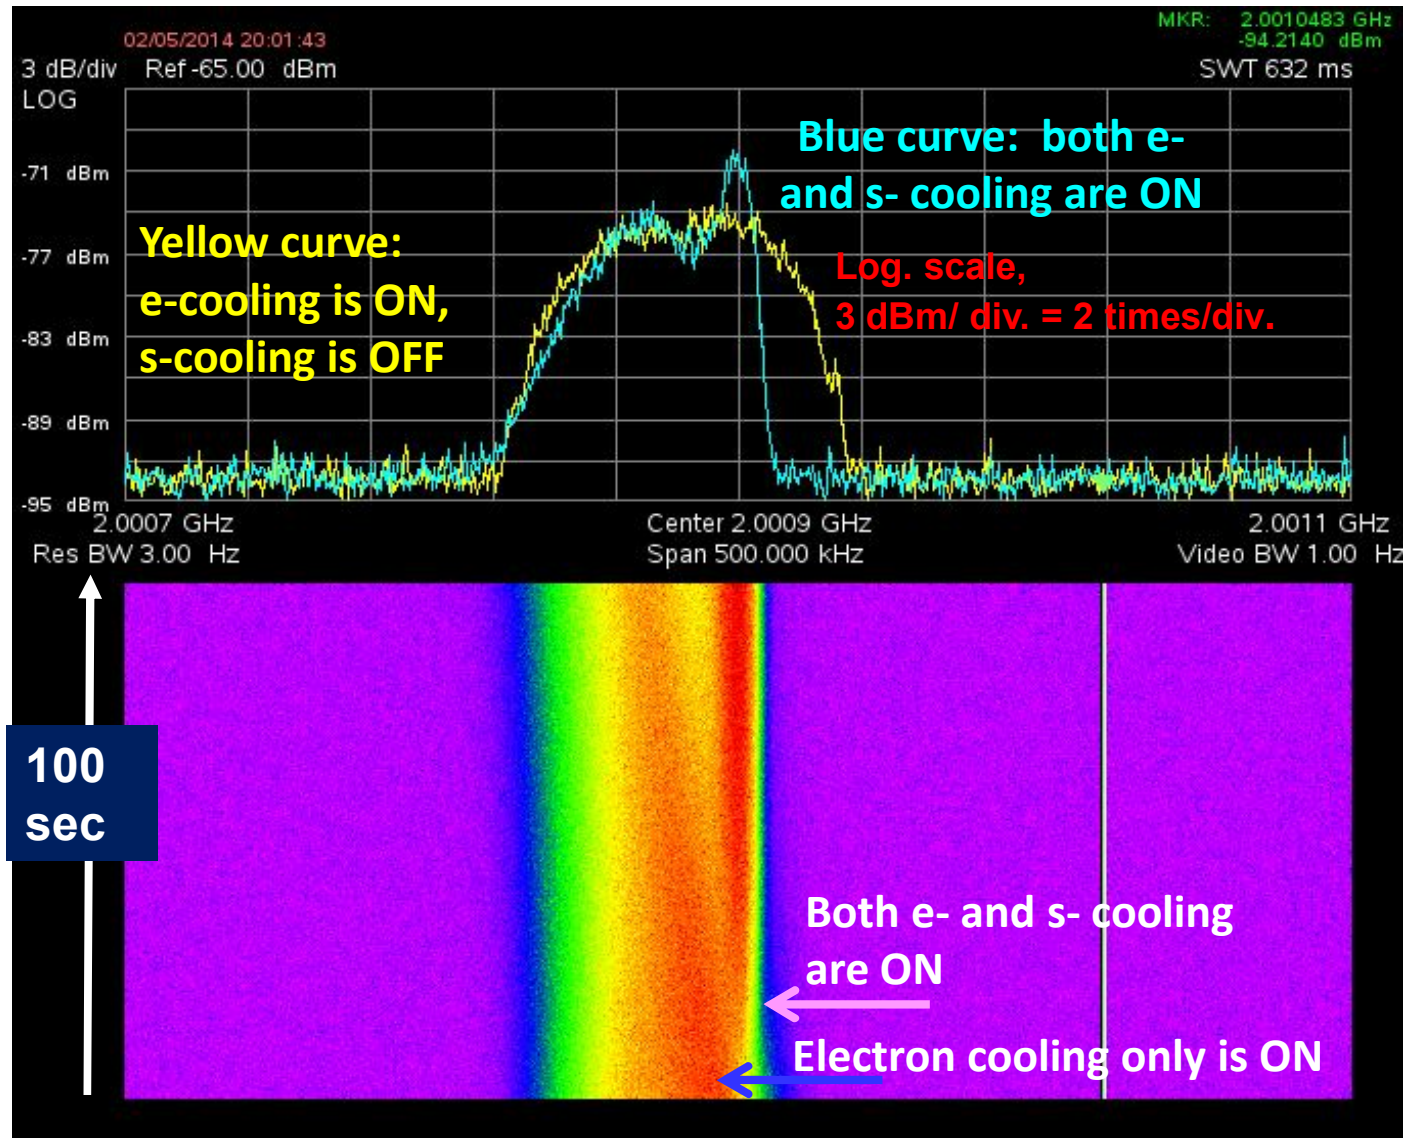 MKR: 2.0010483 GHz
02/05/2014 20:01:43
-94.2140 dBm
3 dB/div Ref -65.00 dBm
SWT 632 ms
LOG
Blue curve: both e-
and s- cooling are ON
-71 dBm
Yellow curve:
e-cooling is ON,
s-cooling is OFF
-77 dBm
Log. scale,
3 dBm/ div. = 2 times/div.
-83 dBm
-89 dBm
-95 dBm
2.0007 GHz
Center 2.0009 GHz
2.0011 GHz
Res BW 3.00 Hz
Span 500.000 kHz
Video BW 1.00 Hz
100
sec
Both e- and s- cooling
are ON
Electron cooling only is ON